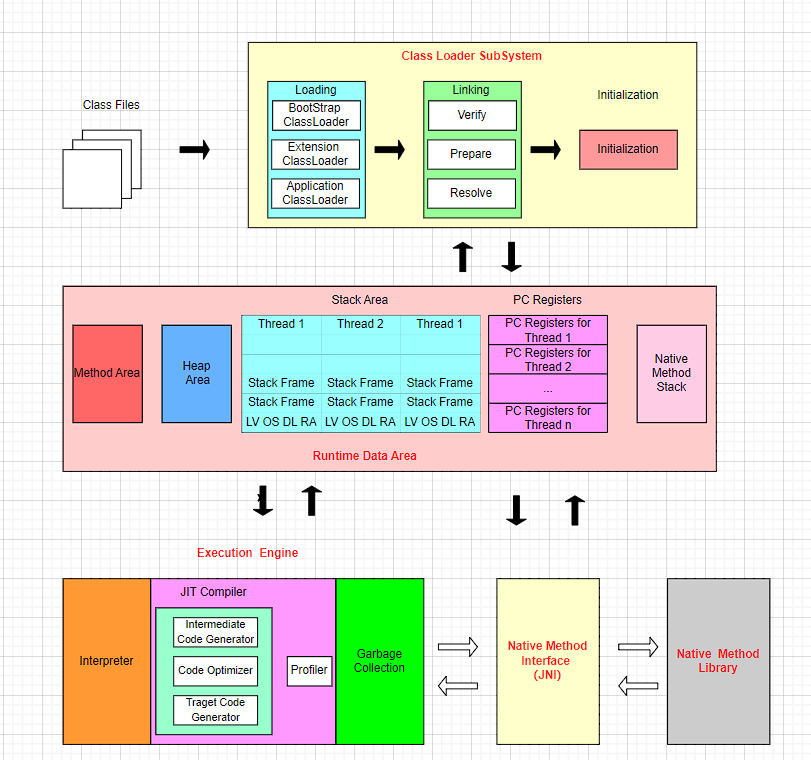 Class Loader SubSystem
Class Files
Loading
BootStrap
ClassLoader
Extension
ClassLoader
Application
ClassLoader
Linking
Verify
Prepare
Resolve
Initialization
Initialization
Stack Area
PC Registers
Method Area
Heap
Area
Thread 1
Thread 2
Thread 1
Stack Frame
Stack Frame
Stack Frame
Stack Frame
Stack Frame
Stack Frame
LV OS DL RA
LV OS DL RA
LV OS DL RA
PC Registers for
Thread 1
PC Registers for
Thread 2
...
PC Registers for
Thread n
Native
Method
Stack
Runtime Data Area
Execution Engine
Interpreter
JIT Compiler
Intermediate
Code Generator
Code Optimizer
Traget Code
Generator
Profiler
Garbage
Collection
Native Method
Interface
(JNI)
Native Method
Library